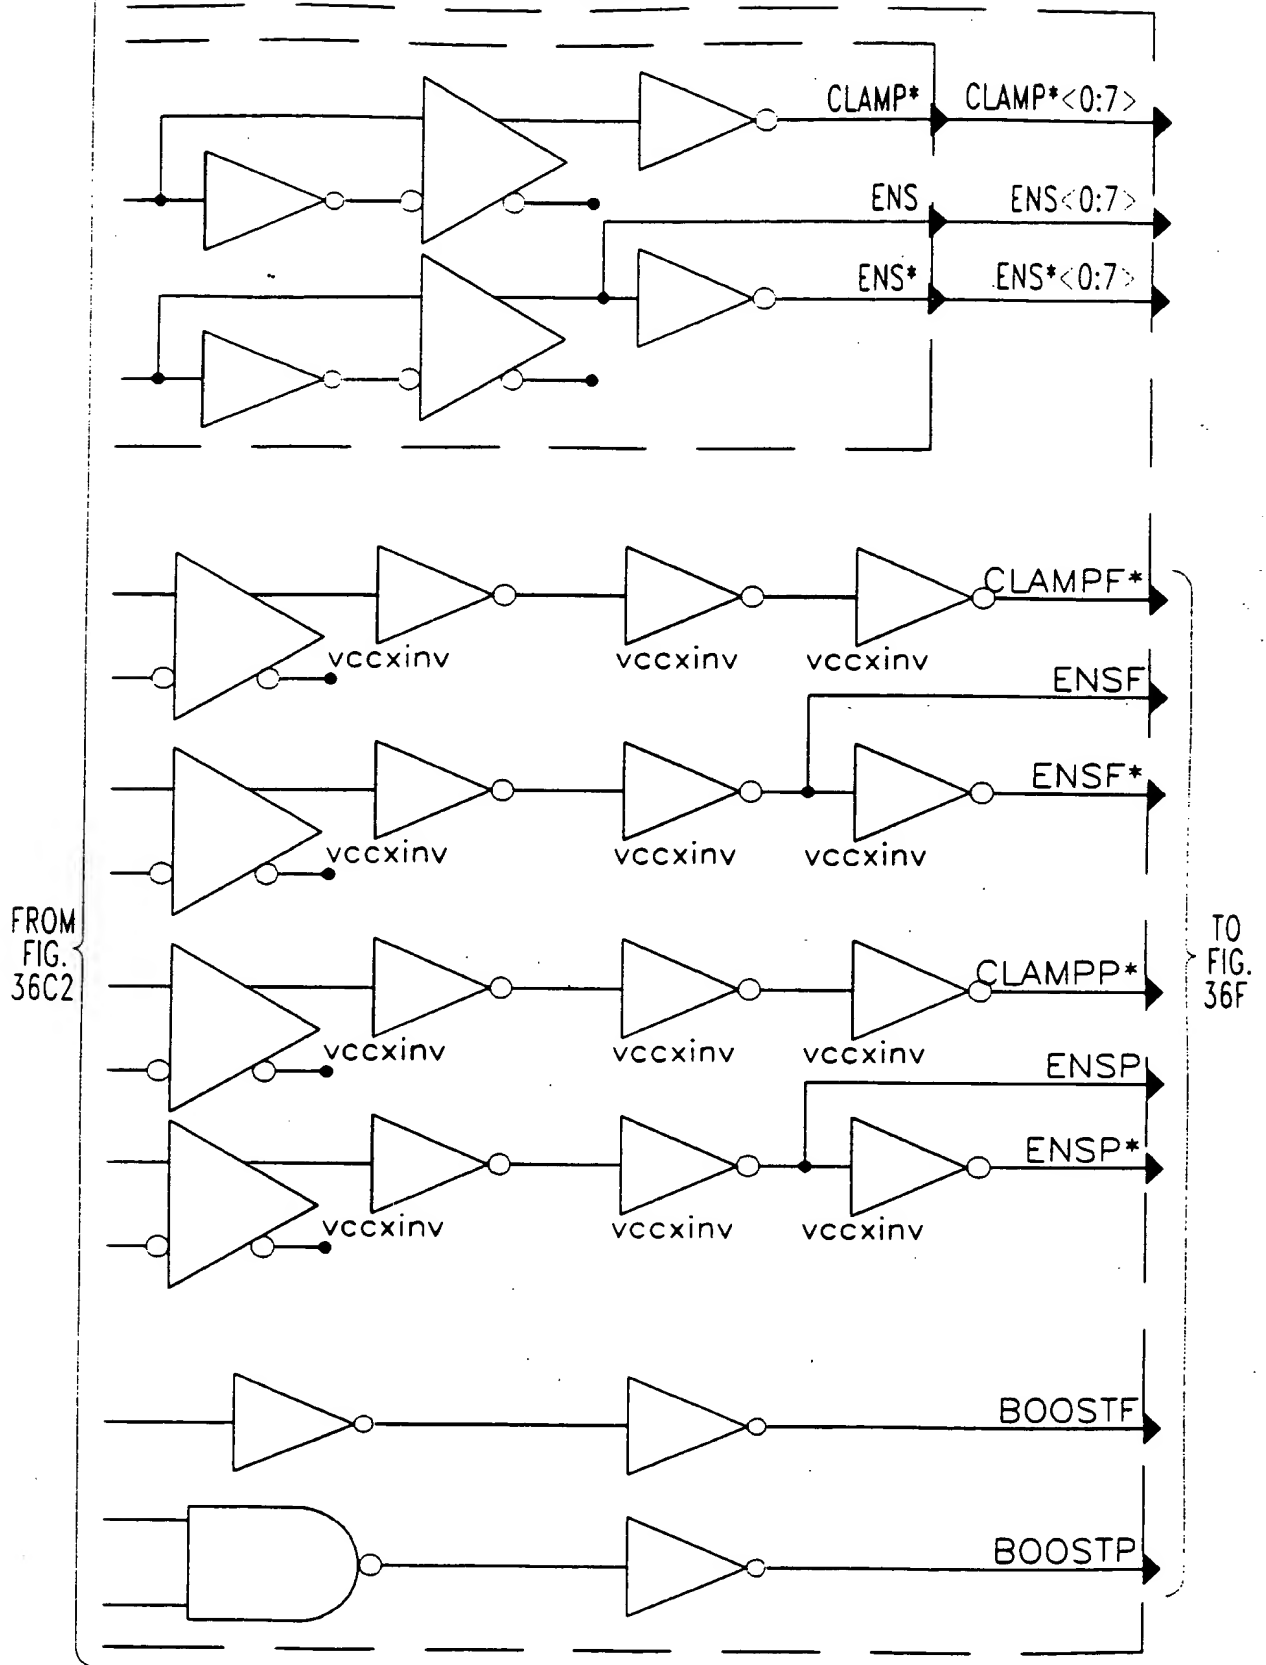 CLAMP* CLAMP*<0:7>
ENS ENS<0:7>
ENS* ENS*<0:7>
CLAMPF*
vccxinv vccxinv vccxinv
ENSF
ENSF*
vccxinv vccxinv vccxinv
FROM
FIG.
36C2
TO
FIG.
36F
CLAMPP*
vccxinv vccxinv vccxinv
ENSP
ENSP*
vccxinv vccxinv vccxinv
BOOSTF
BOOSTP